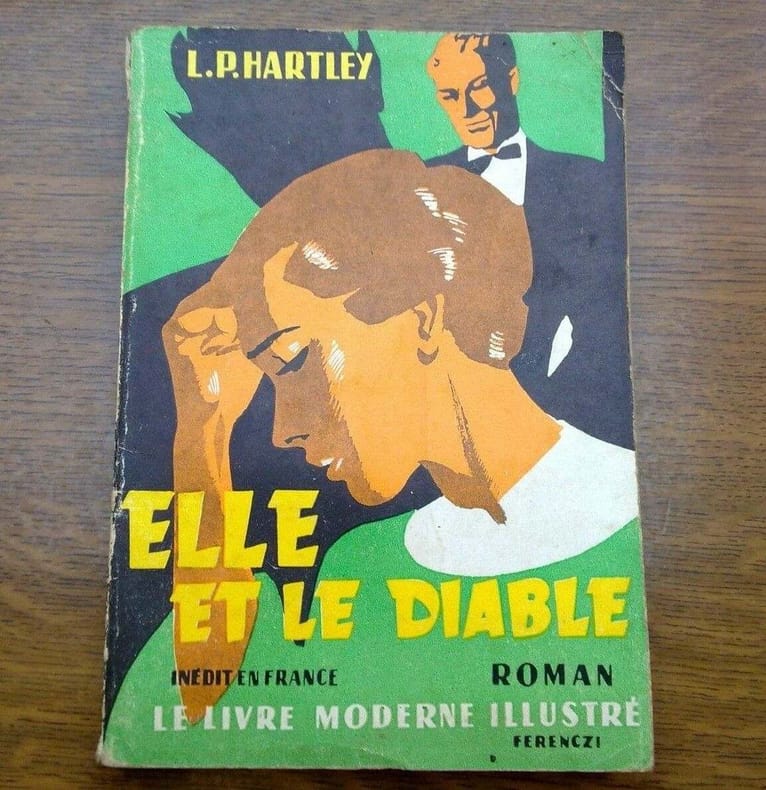 L.P. HARTLEY
ELLE
ET LE DIABLE
INÉDIT EN FRANCE
ROMAN
LE LIVRE MODERNE ILLUSTRÉ
FERENCZI